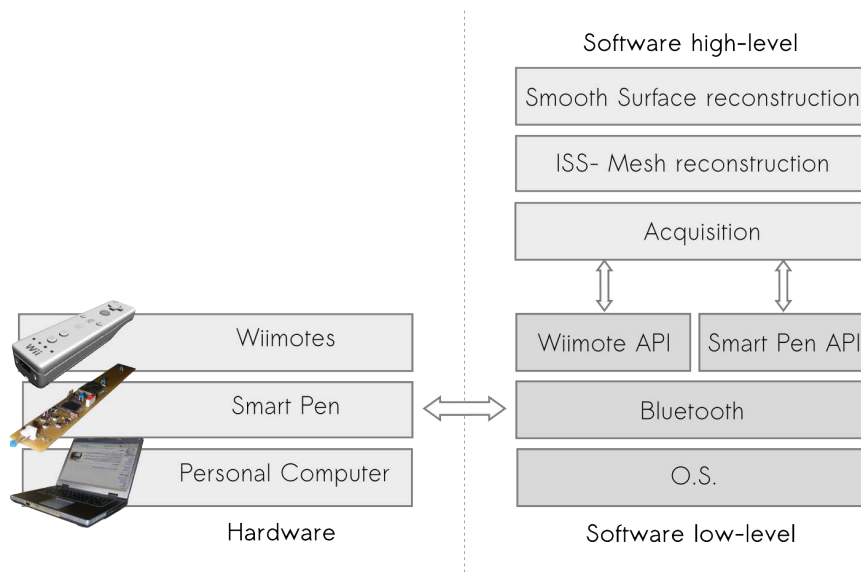 Software high-level
Smooth Surface reconstruction
ISS- Mesh reconstruction
Acquisition
Wiimotes
Wii
Wiimote API
Smart Pen API
Smart Pen
Bluetooth
Personal Computer
O.S.
Hardware
Software low-level